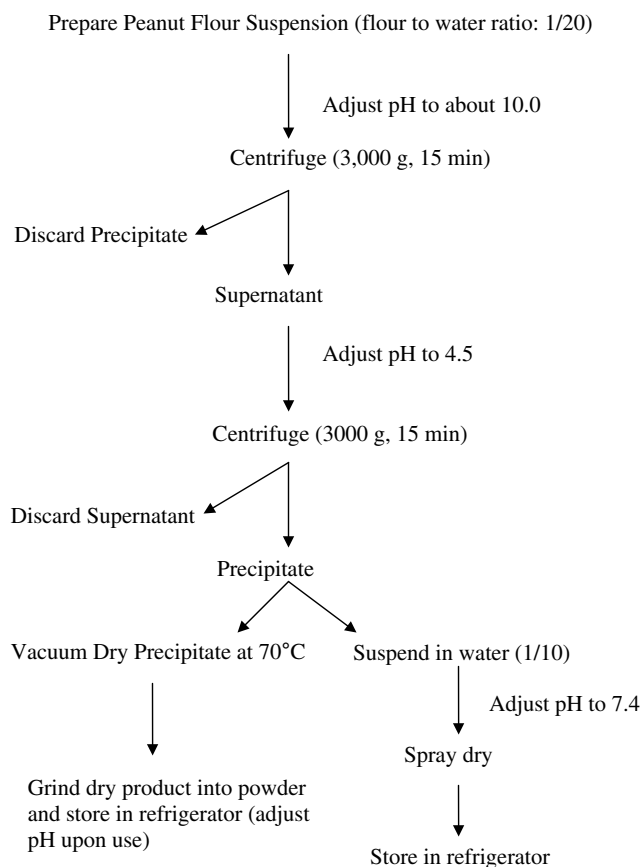 Prepare Peanut Flour Suspension (flour to water ratio: 1/20)
Adjust pH to about 10.0
Centrifuge (3,000 g, 15 min)
Discard Precipitate
Supernatant
Adjust pH to 4.5
Centrifuge (3000 g, 15 min)
Discard Supernatant
Precipitate
Vacuum Dry Precipitate at 70°C
Suspend in water (1/10)
Adjust pH to 7.4
Spray dry
Grind dry product into powder
and store in refrigerator (adjust
pH upon use)
Store in refrigerator